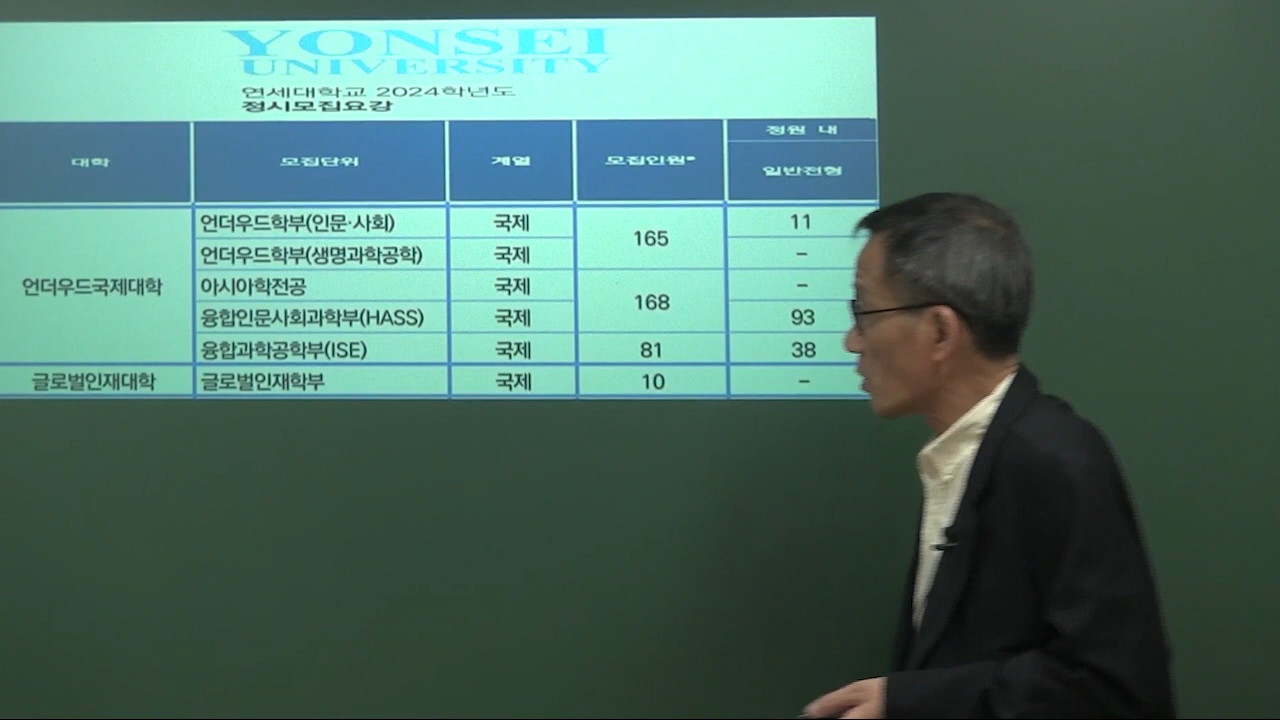 YONSEI
UNIVERSITY
연세대학교 2024학년도
정시모집요강
대학 모집단위 계열 모집인원* 정원 내
일반전형
언더우드국제대학 언더우드학부(인문·사회) 국제 165 11
언더우드학부(생명과학공학) 국제 –
아시아학전공 국제 168 –
융합인문사회과학부(HASS) 국제 93
융합과학공학부(ISE) 국제 81 38
글로벌인재대학 글로벌인재학부 국제 10 –